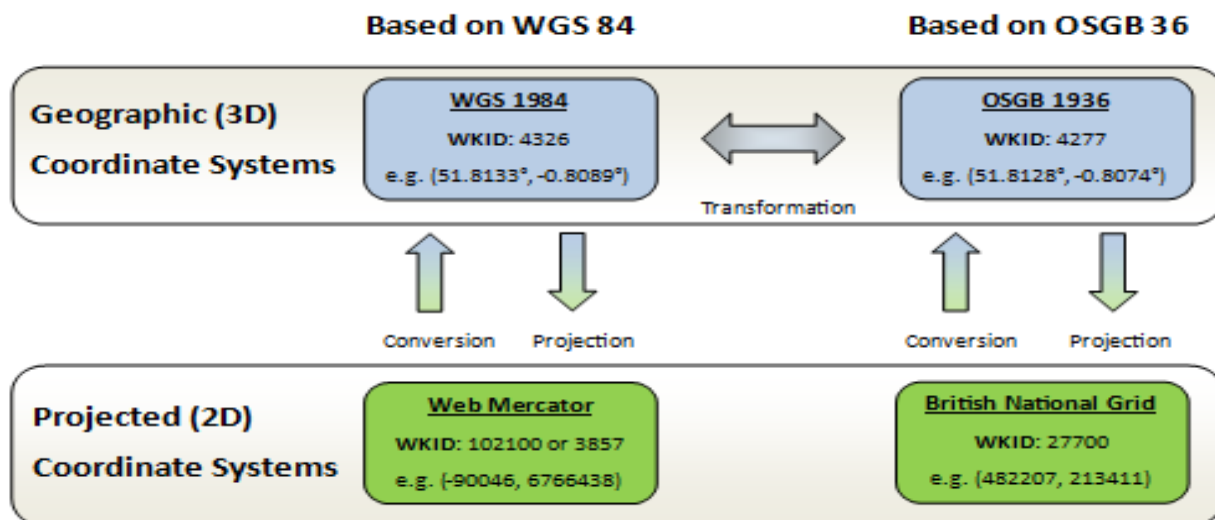 Based on WGS 84
Based on OSGB 36
Geographic (3D)
Coordinate Systems
WGS 1984
WKID: 4326
e.g. (51.8133°, -0.8089°)
Transformation
OSGB 1936
WKID: 4277
e.g. (51.8128°, -0.8074°)
Conversion
Projection
Conversion
Projection
Projected (2D)
Coordinate Systems
Web Mercator
WKID: 102100 or 3857
e.g. (-90046, 6766438)
British National Grid
WKID: 27700
e.g. (482207, 213411)